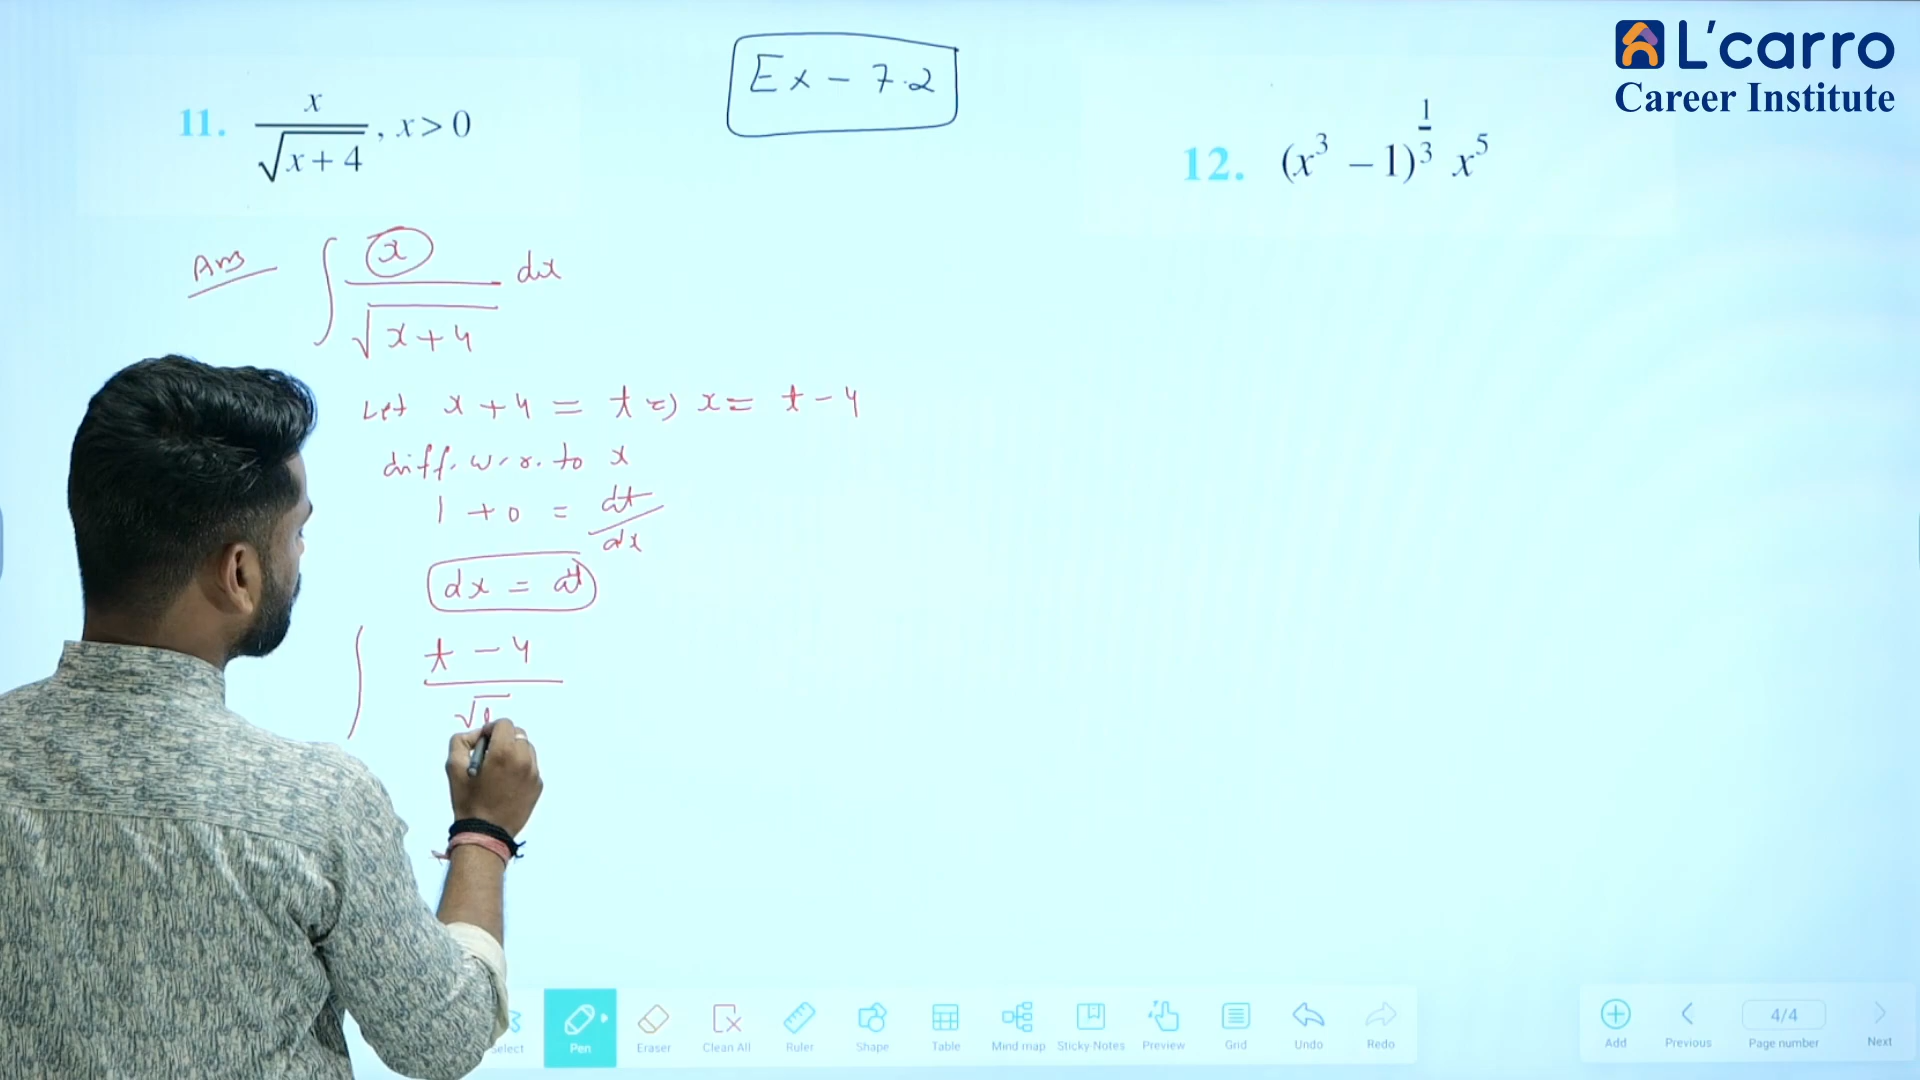 L'carro
Career Institute
Ex - 7.2
11. x/√(x+4), x>0
12. (x³ – 1)^(1/3) x⁵
Ans ∫ x/√(x+4) dx
Let x+4 = t ⇒ x = t-4
diff. w.r. to x
1 + 0 = dt/dx
dx = dt
∫ t-4/√
Select
Pen
Eraser
Clean All
Ruler
Shape
Table
Mind map
Sticky Notes
Preview
Grid
Undo
Redo
Add
Previous
4/4
Page number
Next